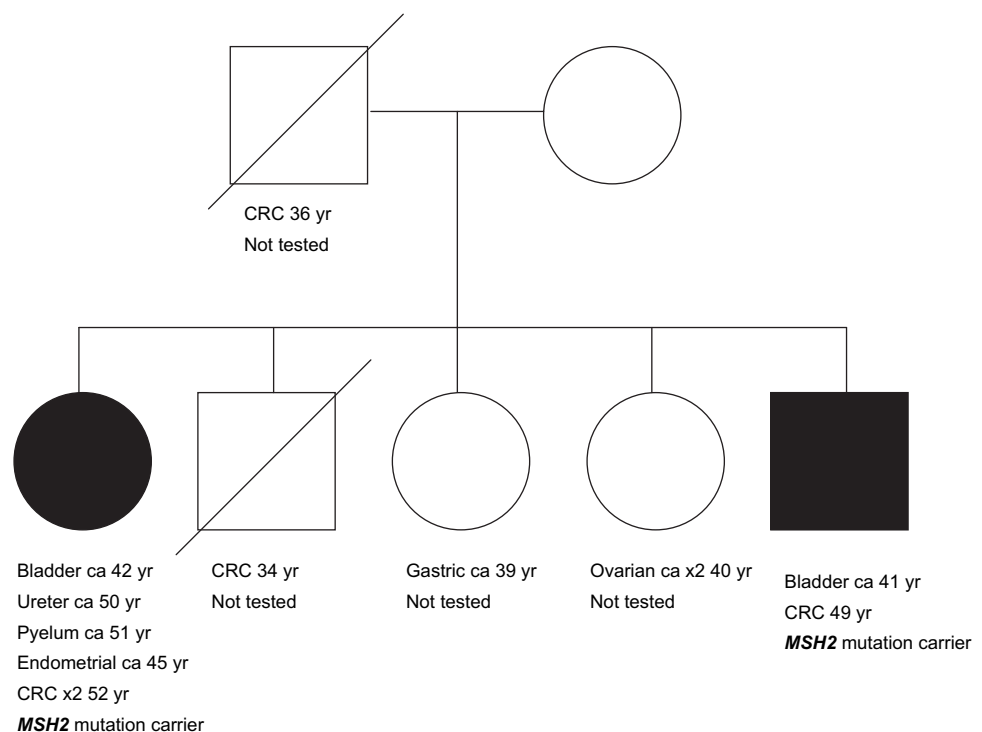 CRC 36 yr
Not tested
Bladder ca 42 yr
Ureter ca 50 yr
Pyelum ca 51 yr
Endometrial ca 45 yr
CRC x2 52 yr
MSH2 mutation carrier
CRC 34 yr
Not tested
Gastric ca 39 yr
Not tested
Ovarian ca x2 40 yr
Not tested
Bladder ca 41 yr
CRC 49 yr
MSH2 mutation carrier